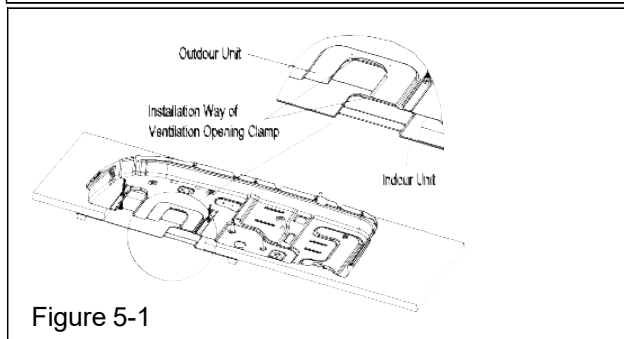 Outdour Unit
Installation Way of
Ventilation Opening Clamp
Indour Unit
Figure 5-1